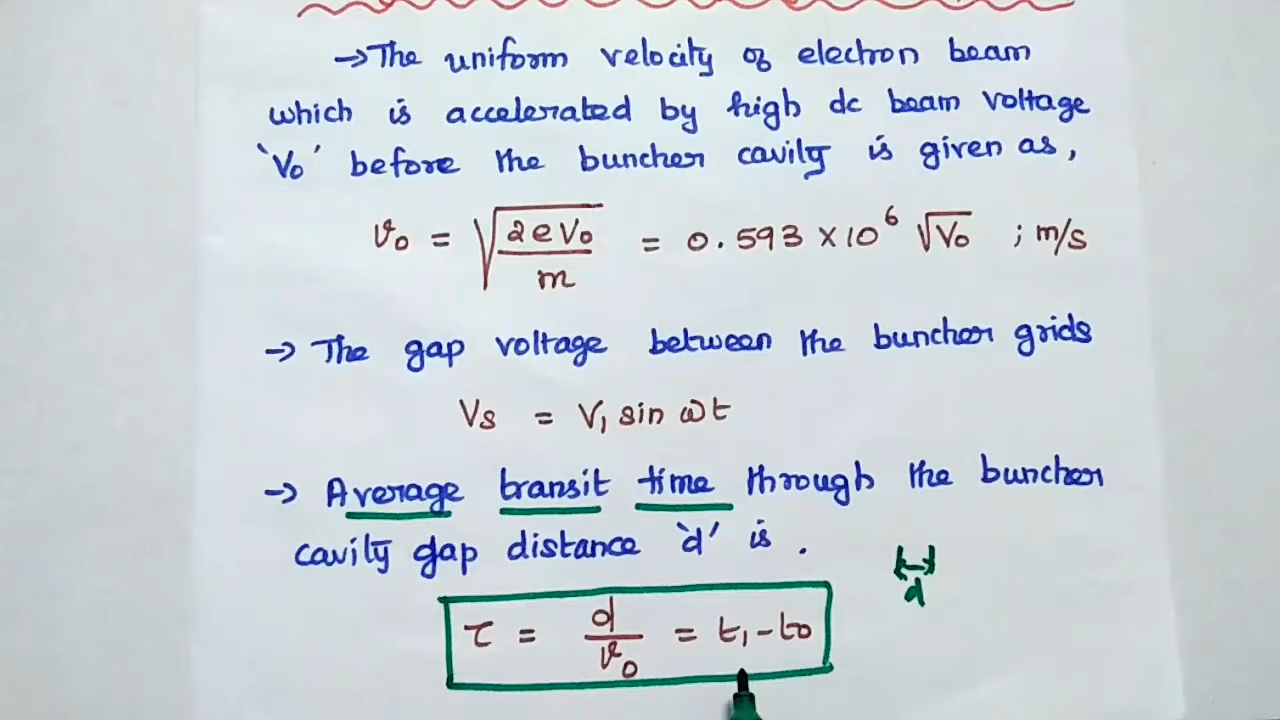 →The uniform velocity of electron beam
which is accelerated by high dc beam voltage
'V₀' before the buncher cavity is given as,
v₀ = √(2eV₀/m) = 0.593 × 10⁶ √V₀ ; m/s
→ The gap voltage between the buncher grids
Vs = V₁ sin ωt
→ Average transit time through the buncher
cavity gap distance 'd' is .
d
τ = d/v₀ = t₁ - t₀